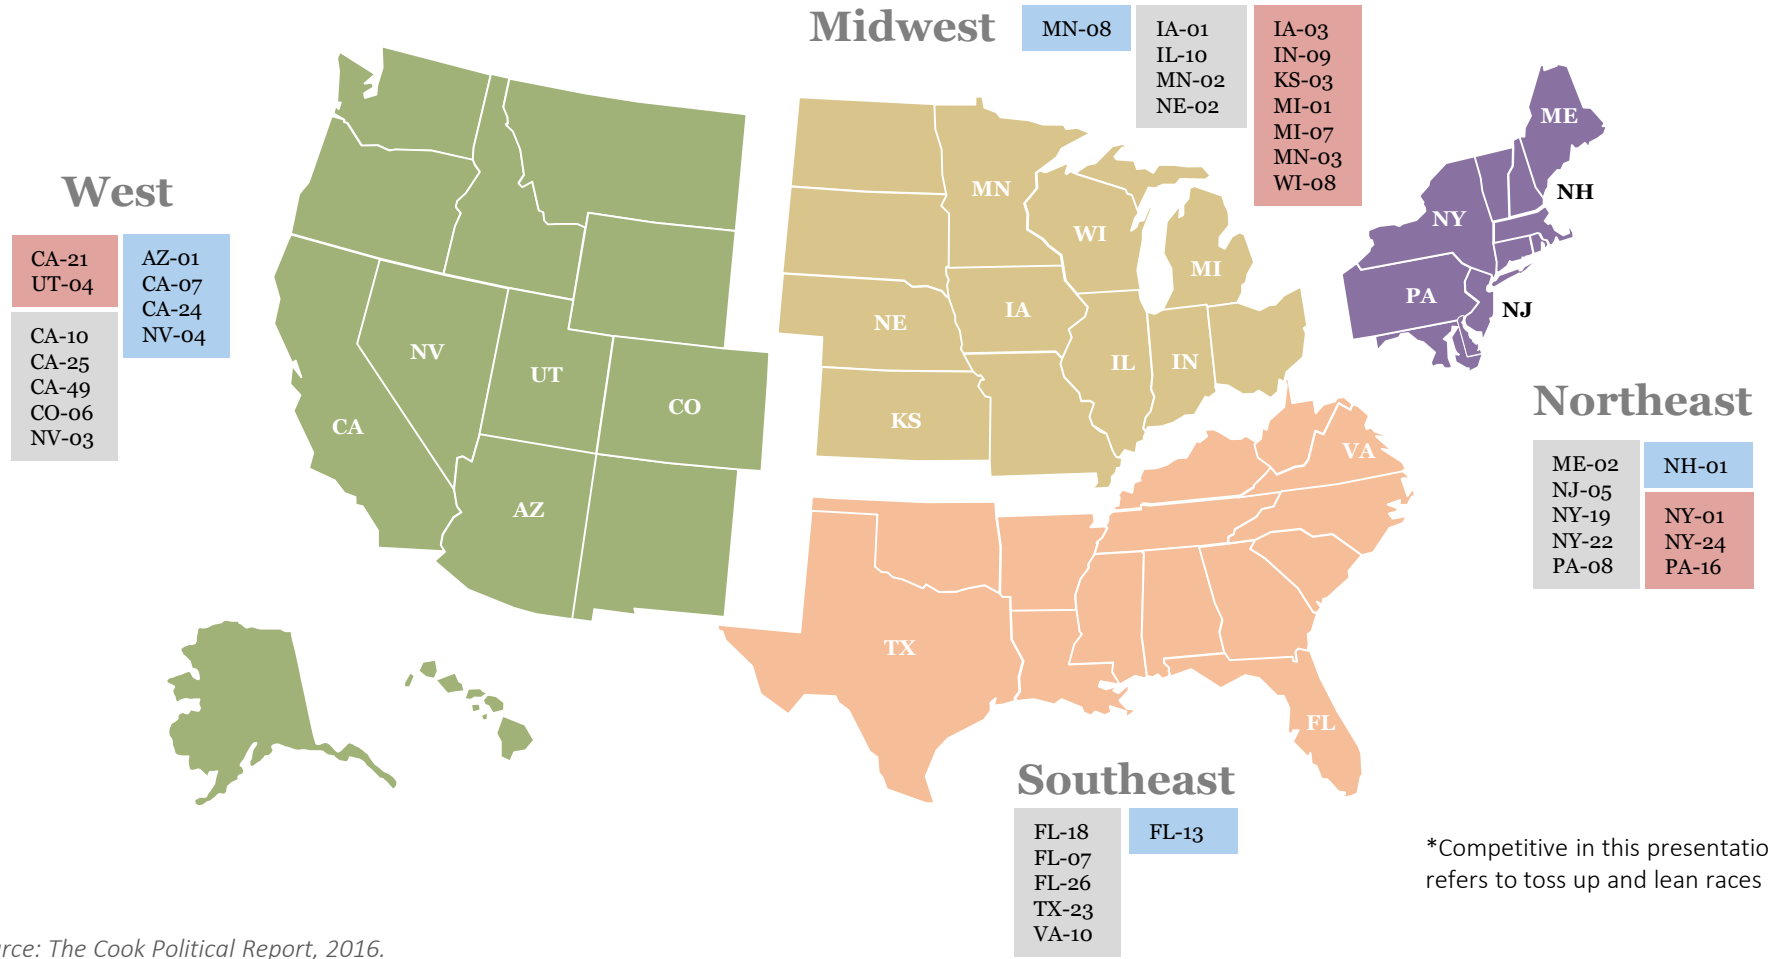 Midwest
MN-08
IA-01
IL-10
MN-02
NE-02
IA-03
IN-09
KS-03
MI-01
MI-07
MN-03
WI-08
West
CA-21
UT-04
AZ-01
CA-07
CA-24
NV-04
CA-10
CA-25
CA-49
CO-06
NV-03
ME
NH
NY
PA
NJ
MN
WI
MI
NE
IA
IL
IN
KS
NV
UT
CO
CA
AZ
VA
TX
FL
Northeast
ME-02
NJ-05
NY-19
NY-22
PA-08
NH-01
NY-01
NY-24
PA-16
Southeast
FL-18
FL-07
FL-26
TX-23
VA-10
FL-13
*Competitive in this presentatio
refers to toss up and lean races
rce: The Cook Political Report, 2016.